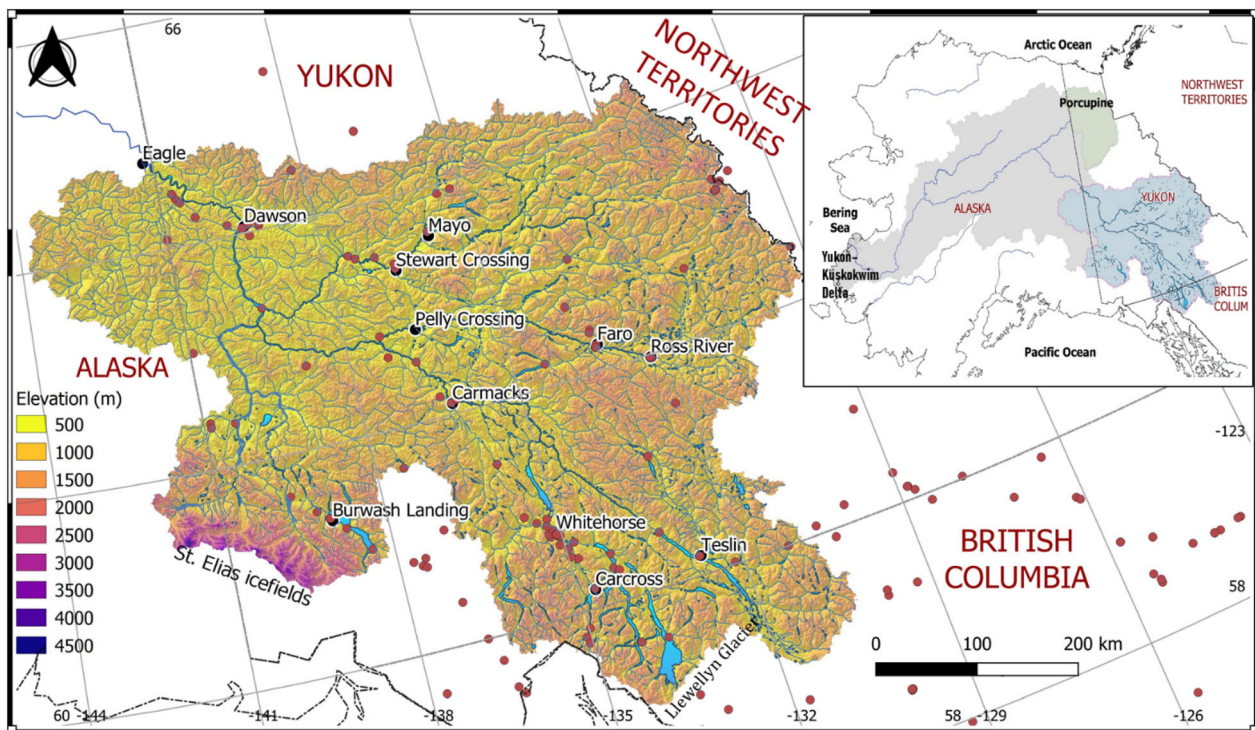 66
YUKON
NORTHWEST
TERRITORIES
Eagle
Dawson
Mayo
Stewart Crossing
Pelly Crossing
Faro
Ross River
ALASKA
Carmacks
Elevation (m)
500
1000
1500
2000
2500
3000
3500
4000
4500
Burwash Landing
St. Elias icefields
Whitehorse
Teslin
Carcross
Llewellyn Glacier
BRITISH
COLUMBIA
-123
58
0 100 200 km
60 -144 -141 -138 -135 -132 58 -129 -126
Arctic Ocean
NORTHWEST
TERRITORIES
Porcupine
YUKON
ALASKA
Bering
Sea
Yukon-
Kuskokwim
Delta
BRITIS
COLUM
Pacific Ocean